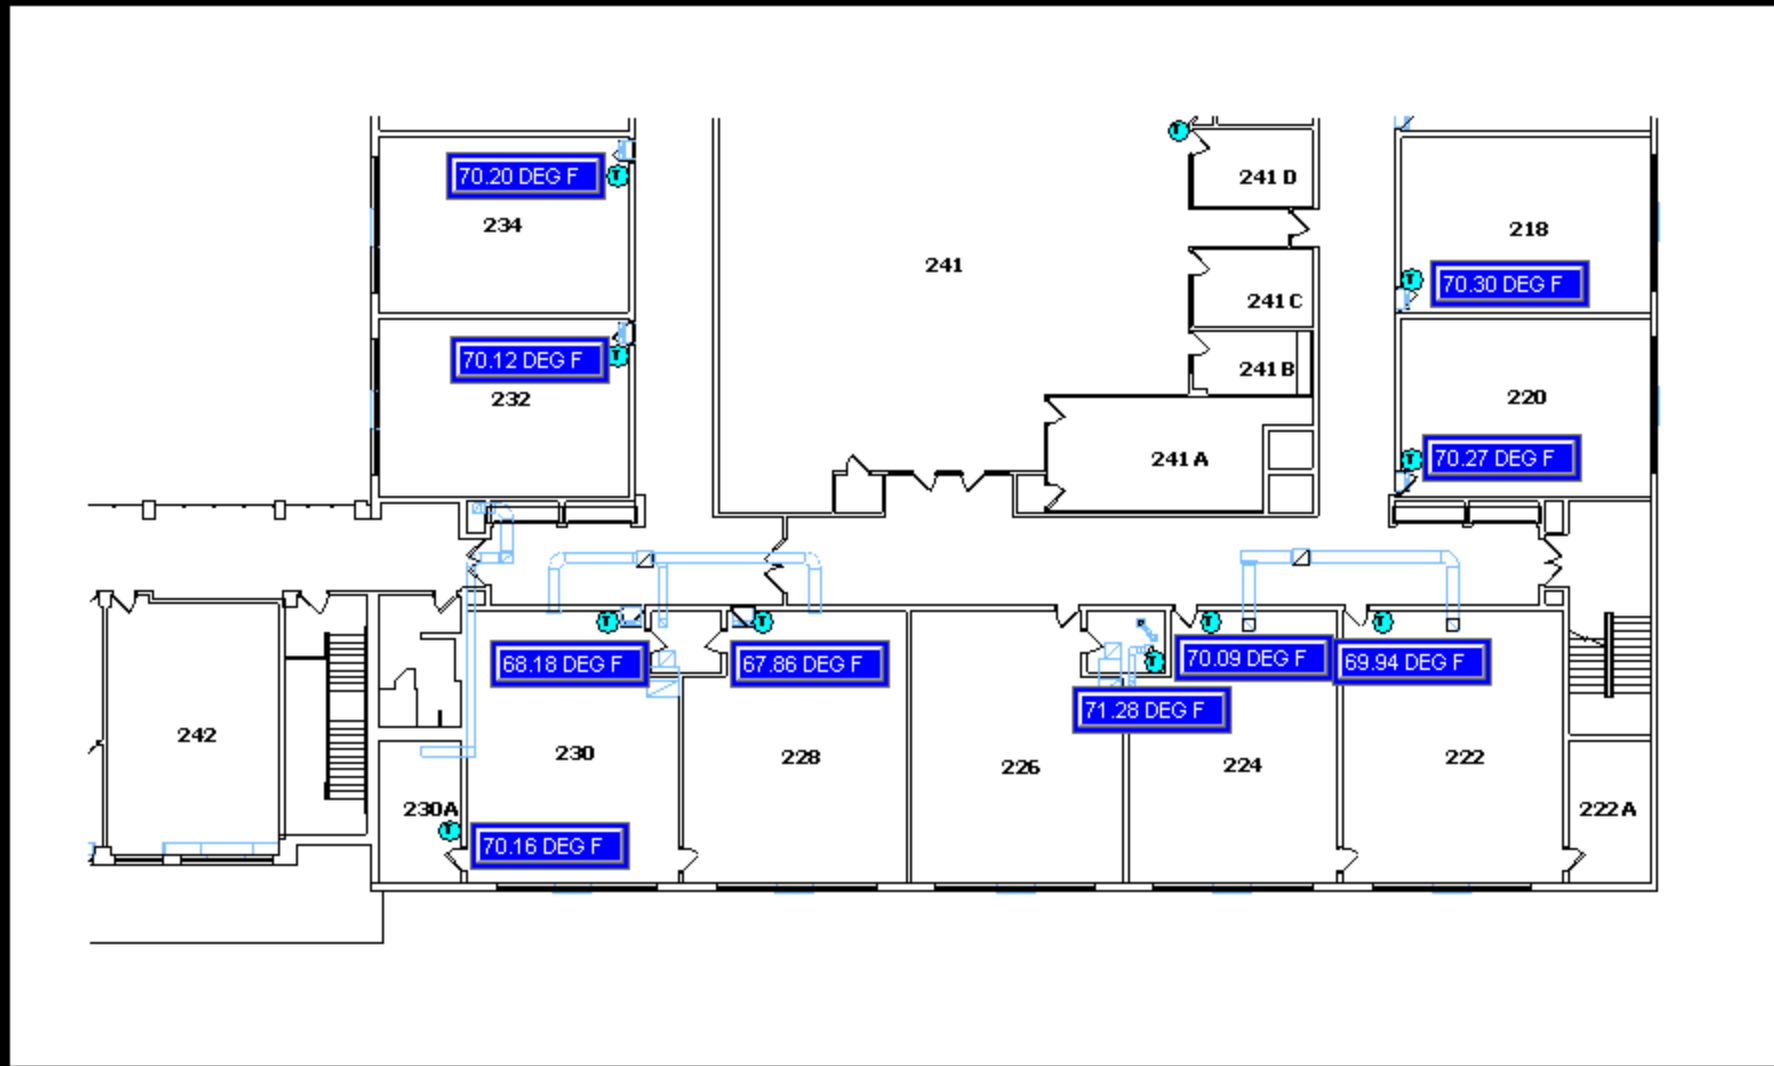 70.20 DEG F
T
234
T
241 D
218
241
T
70.30 DEG F
241 C
70.12 DEG F
T
232
241 B
220
241 A
T
70.27 DEG F
T
T
T
T
68.18 DEG F
67.86 DEG F
T
70.09 DEG F
69.94 DEG F
71.28 DEG F
242
230
228
226
224
222
230A
T
222A
70.16 DEG F